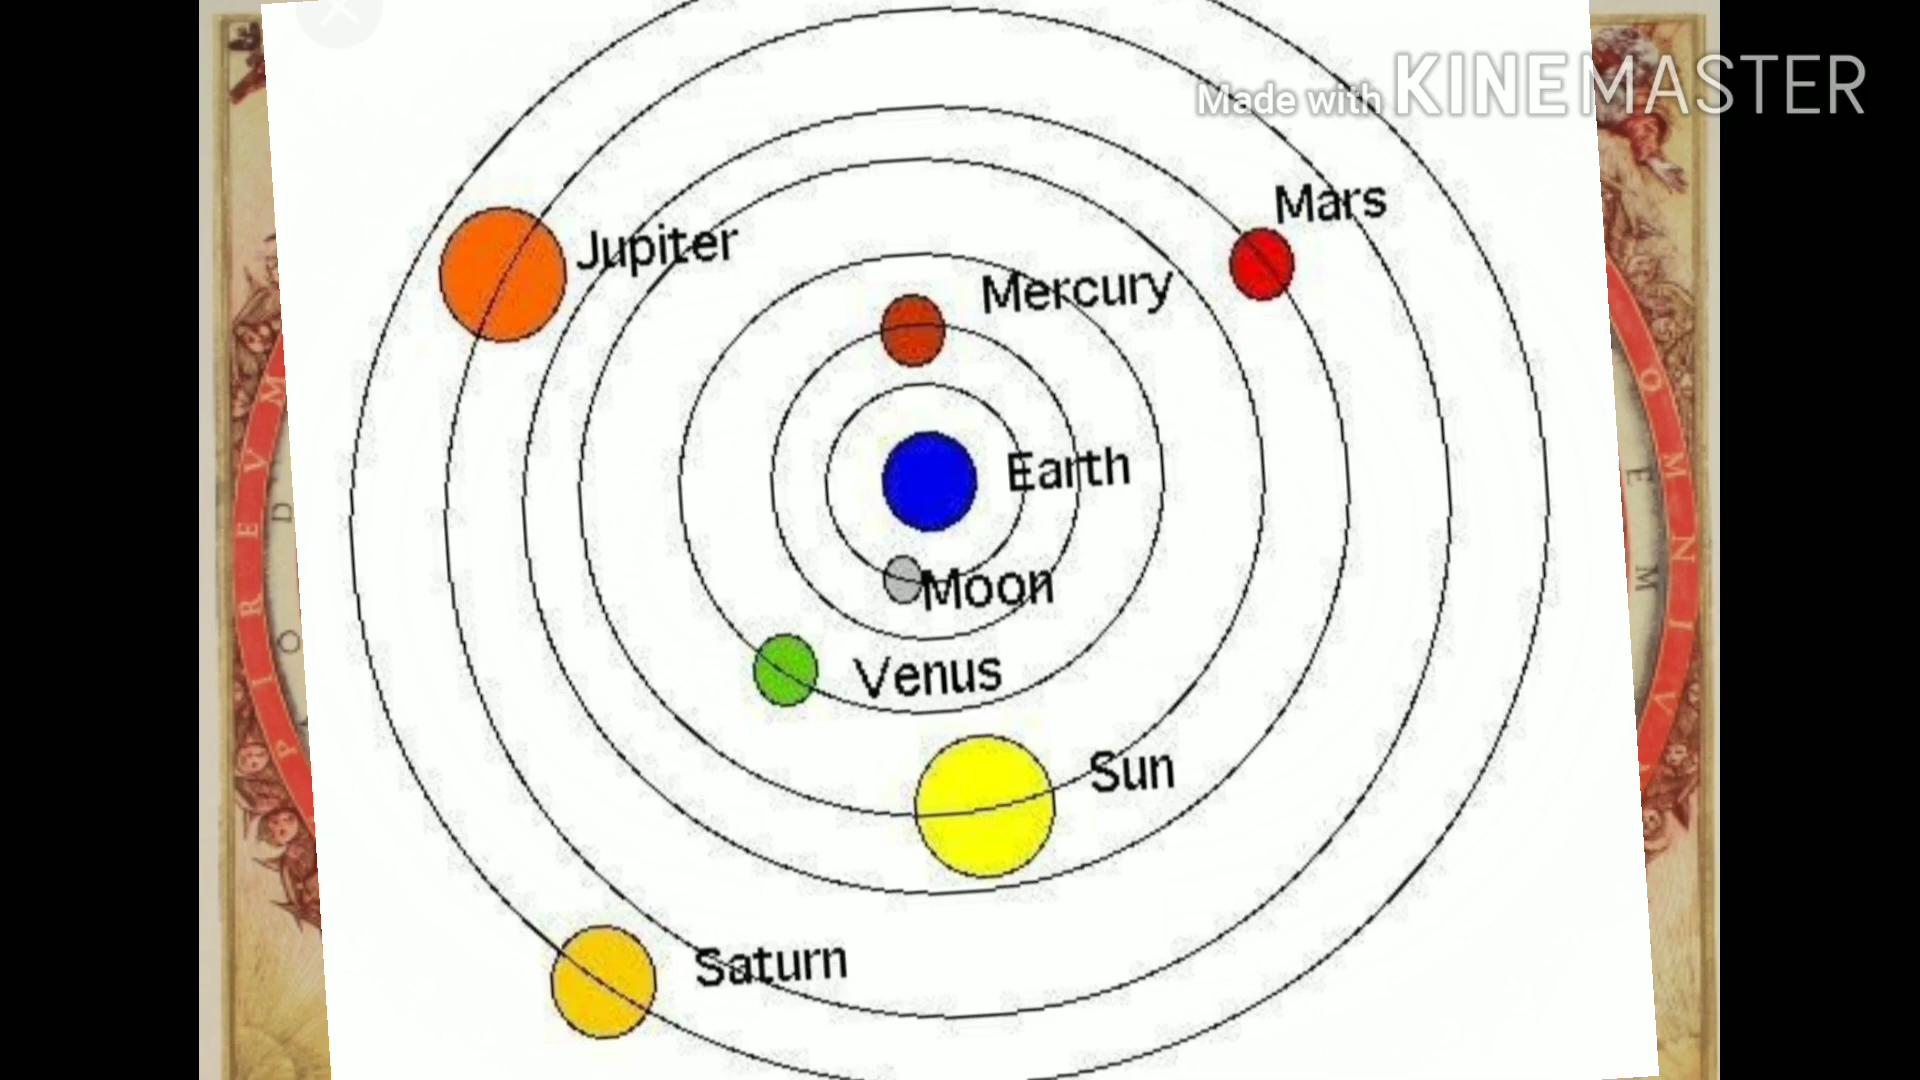 Made with KINEMASTER
Mars
Jupiter
Mercury
Earth
Moon
Venus
Sun
Saturn
P I R E V M
D
O
O M N I V
E
M